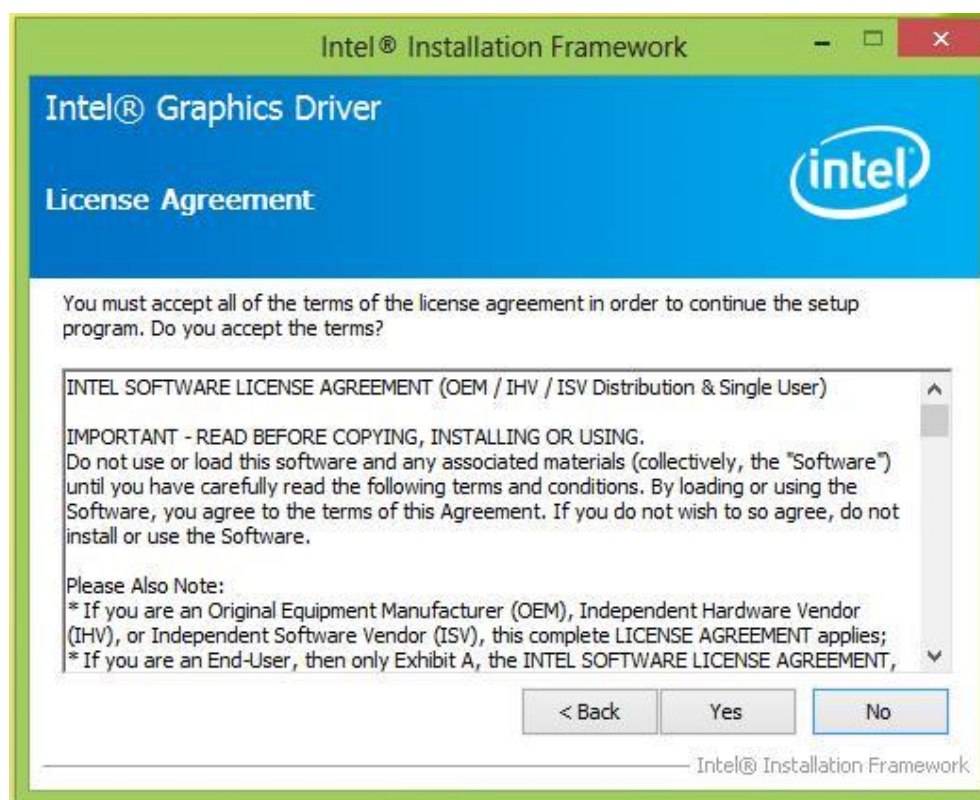 Intel® Installation Framework
Intel® Graphics Driver
intel
License Agreement
You must accept all of the terms of the license agreement in order to continue the setup
program. Do you accept the terms?
INTEL SOFTWARE LICENSE AGREEMENT (OEM / IHV / ISV Distribution & Single User)
IMPORTANT - READ BEFORE COPYING, INSTALLING OR USING.
Do not use or load this software and any associated materials (collectively, the "Software")
until you have carefully read the following terms and conditions. By loading or using the
Software, you agree to the terms of this Agreement. If you do not wish to so agree, do not
install or use the Software.
Please Also Note:
* If you are an Original Equipment Manufacturer (OEM), Independent Hardware Vendor
(IHV), or Independent Software Vendor (ISV), this complete LICENSE AGREEMENT applies;
* If you are an End-User, then only Exhibit A, the INTEL SOFTWARE LICENSE AGREEMENT,
< Back Yes No
Intel® Installation Framework